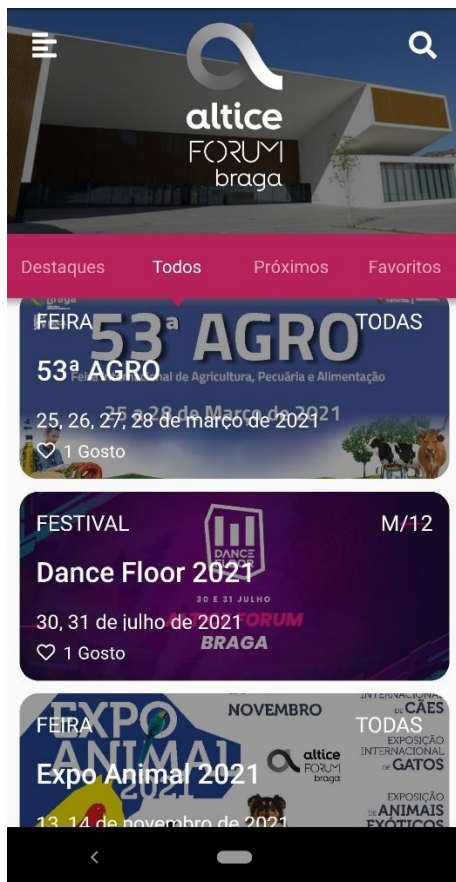 altice
FORUM
braga
Destaques Todos Próximos Favoritos
FEIRA TODAS
53ª AGRO
53ª AGRO
Feira Internacional de Agricultura, Pecuária e Alimentação
25 a 28 de Março de 2021
25, 26, 27, 28 de março de 2021
1 Gosto
FESTIVAL M/12
DANCE
FLOOR
Dance Floor 2021
30 E 31 JULHO
30, 31 de julho de 2021
ALTICE FORUM
BRAGA
1 Gosto
NOVEMBRO
INTERNACIONAL
DE CÃES
FEIRA TODAS
EXPO
ANIMAL
2021
EXPOSIÇÃO
INTERNACIONAL
DE GATOS
altice
FORUM
braga
Expo Animal 2021
EXPOSIÇÃO
DE ANIMAIS
EXÓTICOS
13, 14 de novembro de 2021